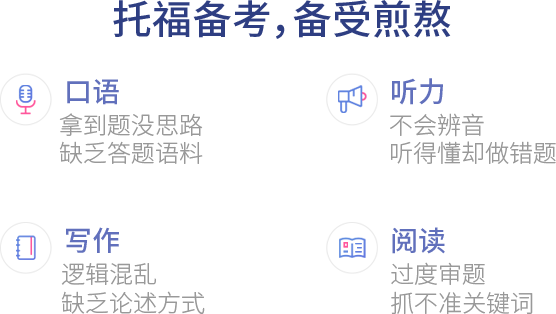 托福备考，备受煎熬
口语
拿到题没思路
缺乏答题语料
听力
不会辨音
听得懂却做错题
写作
逻辑混乱
缺乏论述方式
阅读
过度审题
抓不准关键词